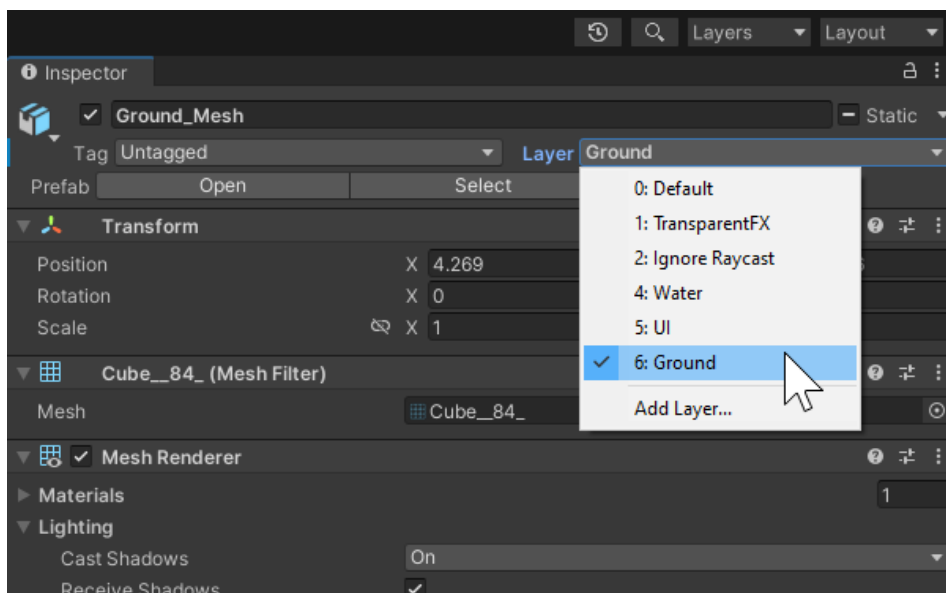 Layers Layout
Inspector
Ground_Mesh Static
Tag Untagged Layer Ground
Prefab Open Select
0: Default
Transform
1: TransparentFX
Position X 4.269
2: Ignore Raycast
Rotation X 0
4: Water
Scale X 1
5: UI
6: Ground
Cube__84_ (Mesh Filter)
Add Layer...
Mesh Cube__84_
Mesh Renderer
Materials 1
Lighting
Cast Shadows On
Receive Shadows